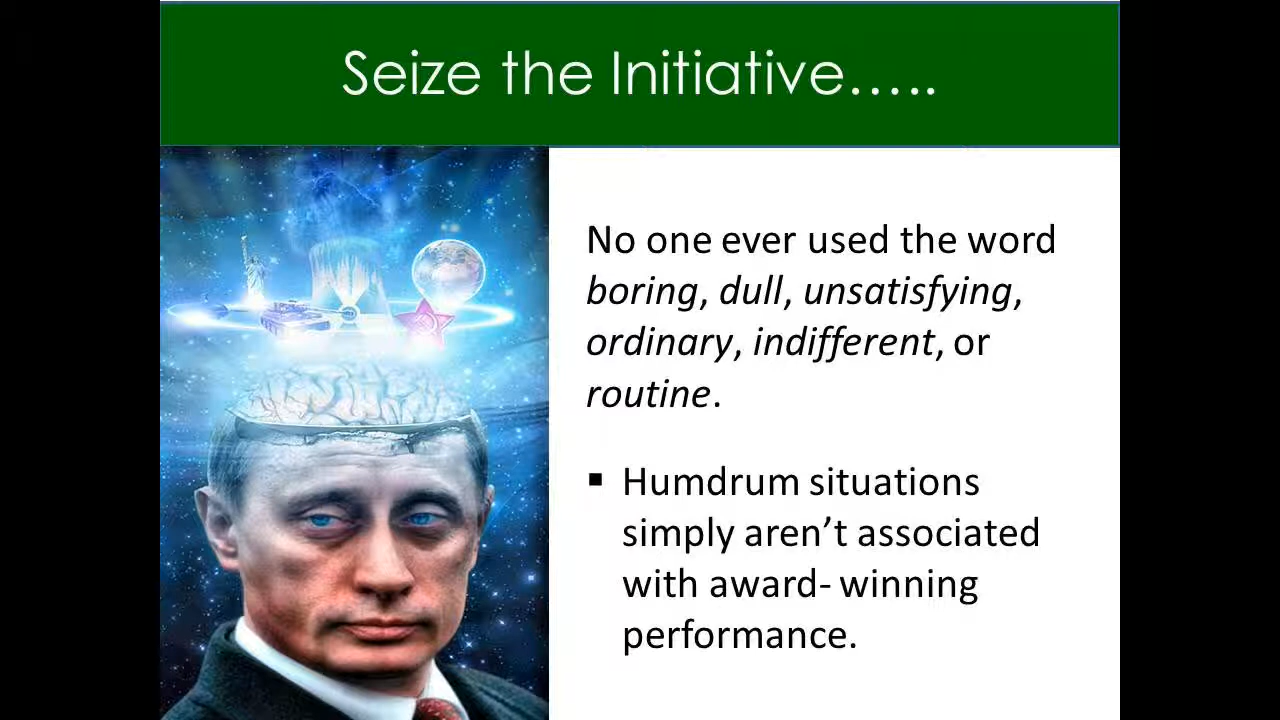 Seize the Initiative.....
No one ever used the word
boring, dull, unsatisfying,
ordinary, indifferent, or
routine.
▪ Humdrum situations
simply aren’t associated
with award- winning
performance.